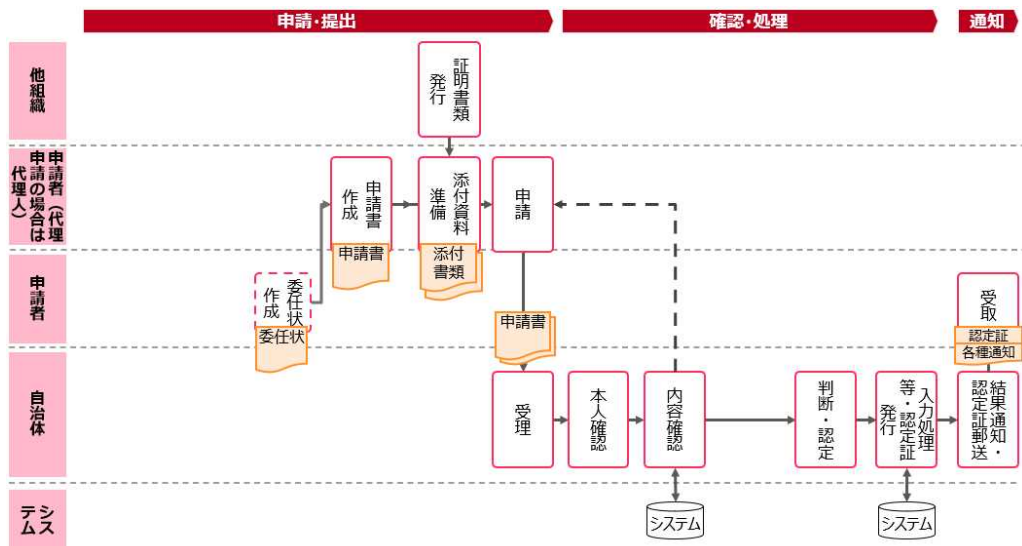 申請・提出
確認・処理
通知
他組織
証明書類
発行
申請者（代理
申請の場合は
代理人）
申請書
作成
申請書
添付資料
準備
添付
書類
申請
申請者
委任状
作成
委任状
申請書
受取
認定証
各種通知
自治体
受理
本人確認
内容確認
判断・認定
入力処理
等・認定証
発行
結果通知・
認定証郵送
シス
テム
システム
システム